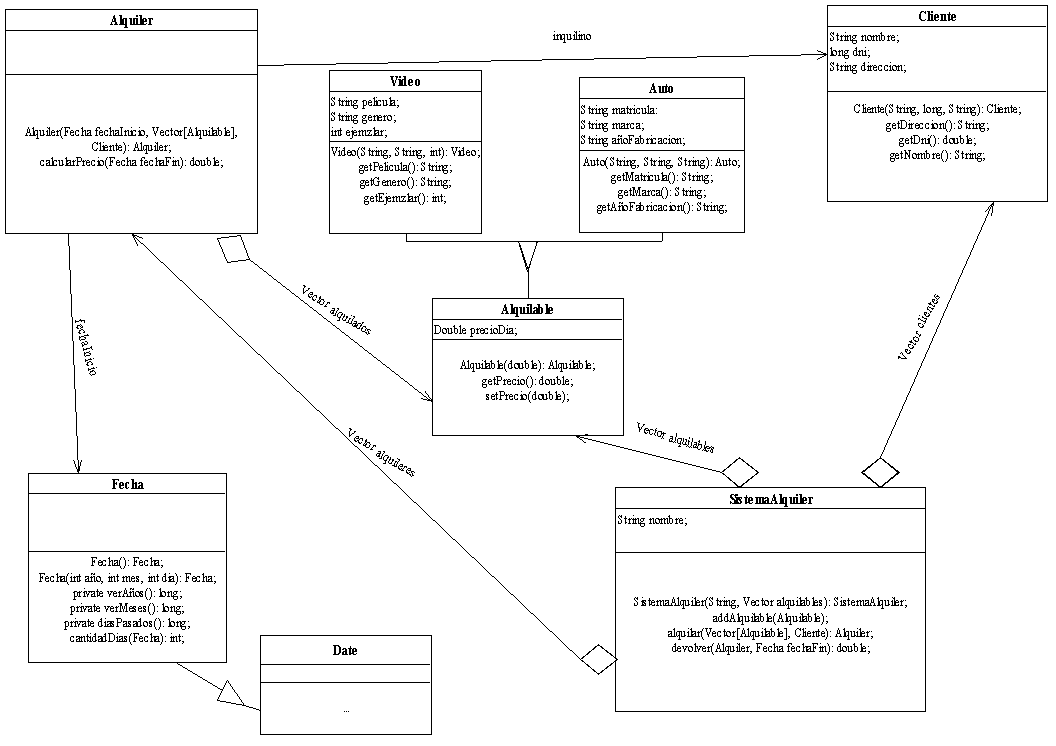 Alquiler
Alquiler(Fecha fechaInicio, Vector[Alquilable],
Cliente): Alquiler;
calcularPrecio(Fecha fechaFin): double;
inquilino
Cliente
String nombre;
long dni;
String direccion;
Cliente(String, long, String): Cliente;
getDireccion(): String;
getDni(): double;
getNombre(): String;
Video
String pelicula;
String genero;
int ejemzlar;
Video(String, String, int): Video;
getPelicula(): String;
getGenero(): String;
getEjemzlar(): int;
Auto
String matricula:
String marca;
String añoFabricacion;
Auto(String, String, String): Auto;
getMatricula(): String;
getMarca(): String;
getAñoFabricacion(): String;
Vector alquilados
fechaInicio
Alquilable
Double precioDia;
Alquilable(double): Alquilable;
getPrecio(): double;
setPrecio(double);
Vector clientes
Vector alquileres
Vector alquilables
Fecha
Fecha(): Fecha;
Fecha(int año, int mes, int dia): Fecha;
private verAños(): long;
private verMeses(): long;
private diasPasados(): long;
cantidadDias(Fecha): int;
SistemaAlquiler
String nombre;
SistemaAlquiler(String, Vector alquilables): SistemaAlquiler;
addAlquilable(Alquilable);
alquilar(Vector[Alquilable], Cliente): Alquiler;
devolver(Alquiler, Fecha fechaFin): double;
Date
...